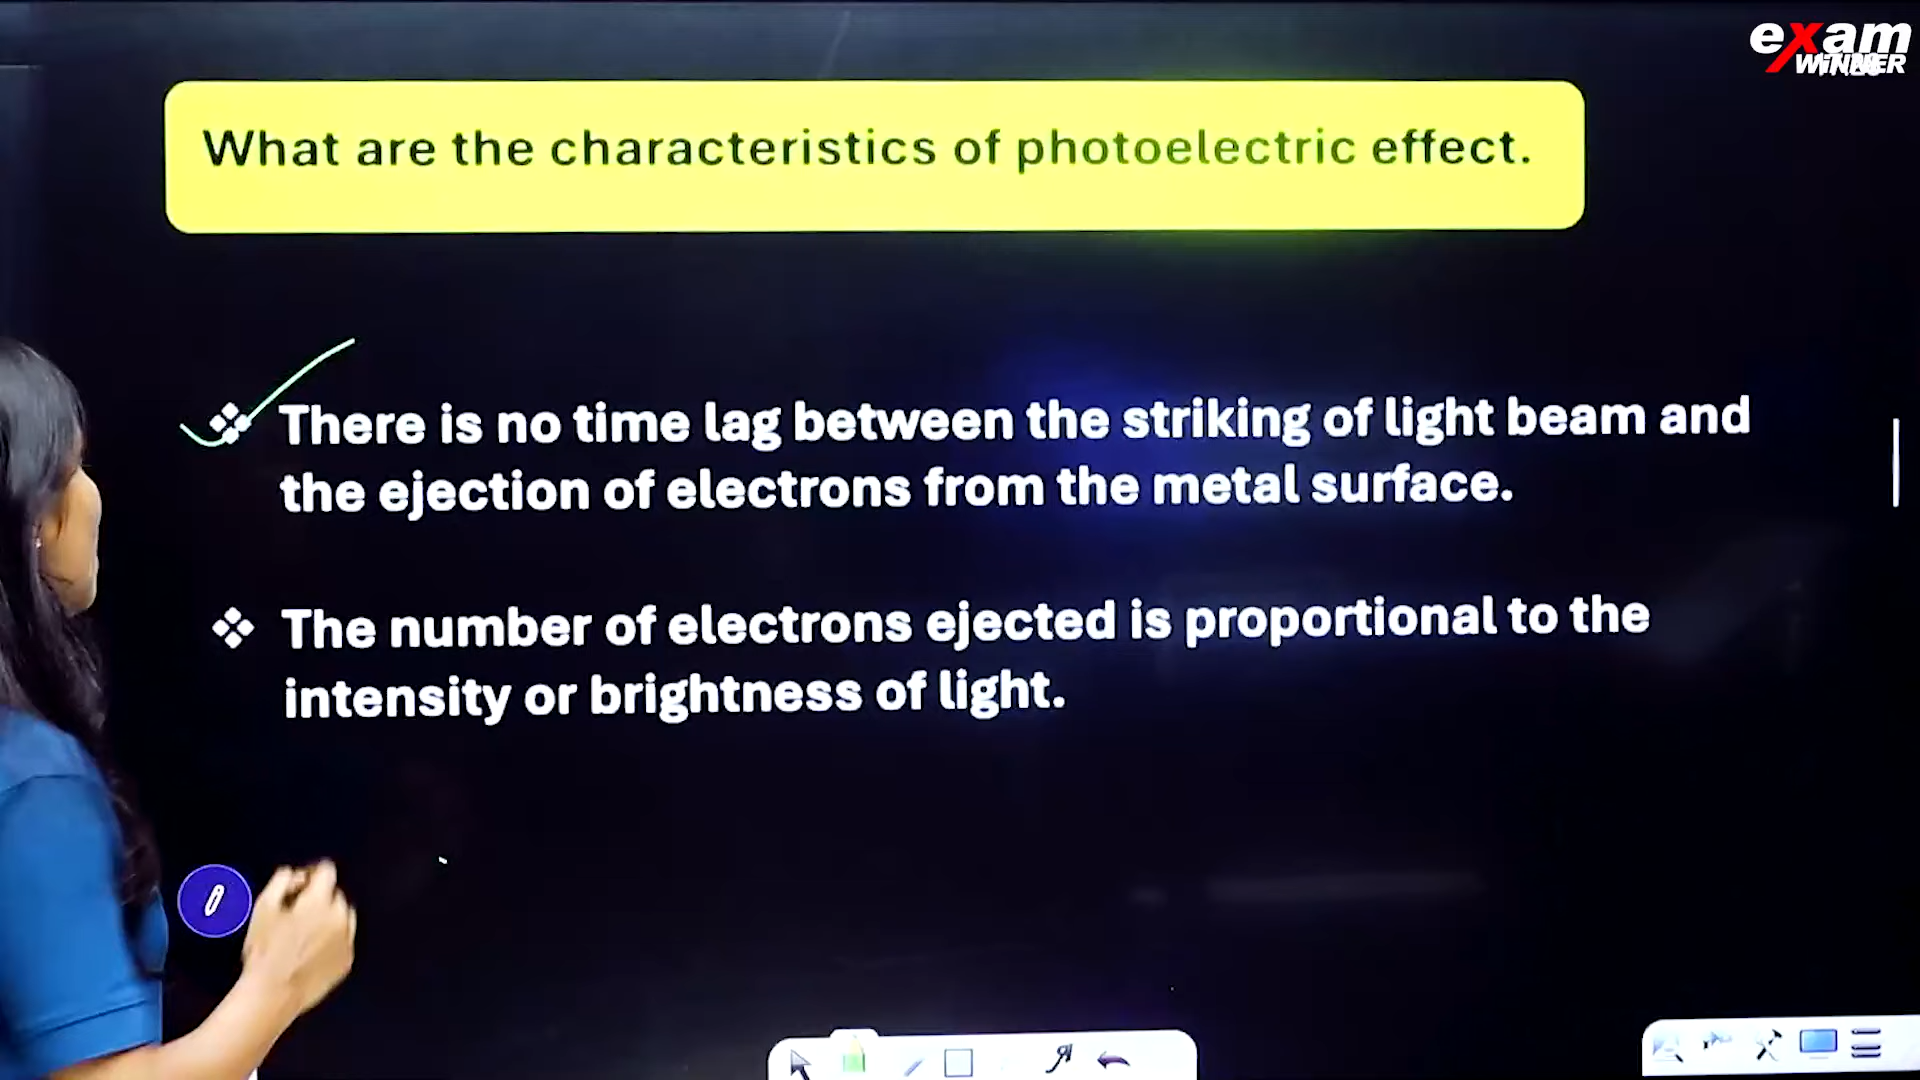 exam
WiNNER
What are the characteristics of photoelectric effect.
There is no time lag between the striking of light beam and
the ejection of electrons from the metal surface.
The number of electrons ejected is proportional to the
intensity or brightness of light.